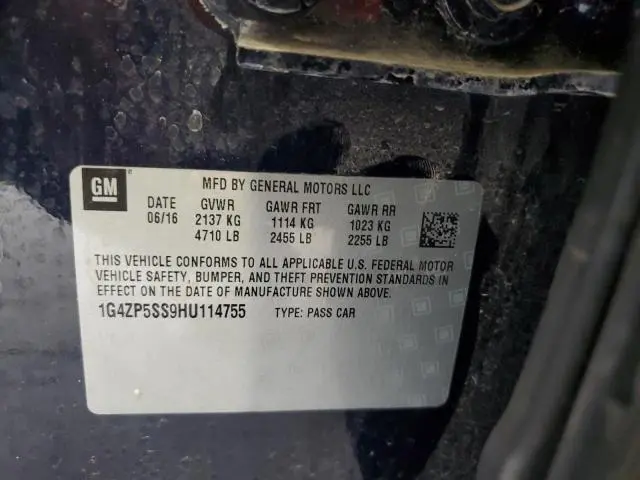 GM
MFD BY GENERAL MOTORS LLC
DATE GVWR GAWR FRT GAWR RR
06/16 2137 KG 1114 KG 1023 KG
4710 LB 2455 LB 2255 LB
THIS VEHICLE CONFORMS TO ALL APPLICABLE U.S. FEDERAL MOTOR
VEHICLE SAFETY, BUMPER, AND THEFT PREVENTION STANDARDS IN
EFFECT ON THE DATE OF MANUFACTURE SHOWN ABOVE.
1G4ZP5SS9HU114755 TYPE: PASS CAR